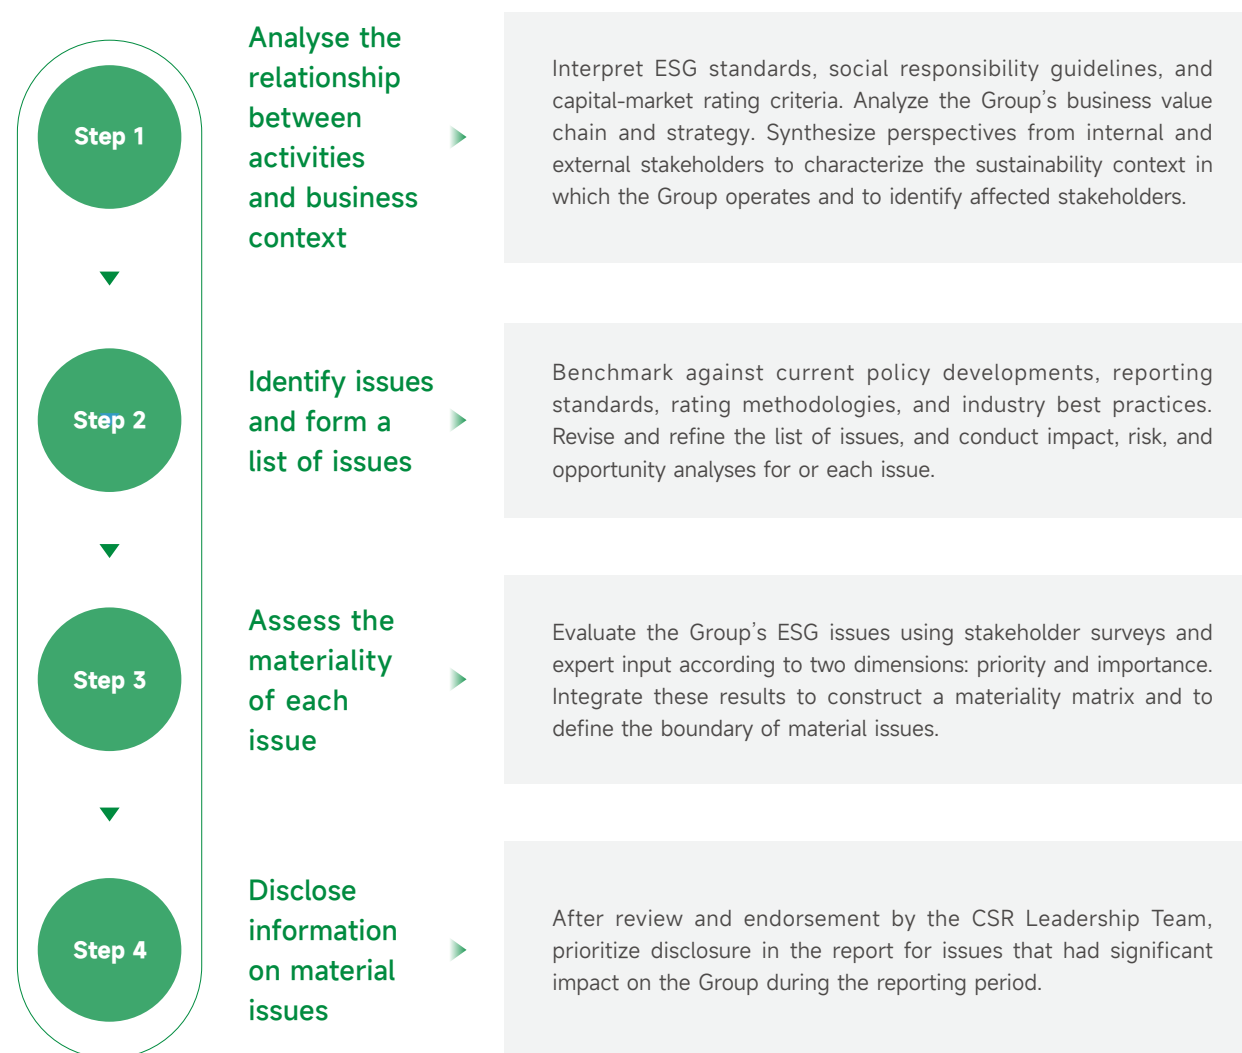 Step 1
Analyse the
relationship
between
activities
and business
context
Interpret ESG standards, social responsibility guidelines, and
capital-market rating criteria. Analyze the Group’s business value
chain and strategy. Synthesize perspectives from internal and
external stakeholders to characterize the sustainability context in
which the Group operates and to identify affected stakeholders.
Step 2
Identify issues
and form a
list of issues
Benchmark against current policy developments, reporting
standards, rating methodologies, and industry best practices.
Revise and refine the list of issues, and conduct impact, risk, and
opportunity analyses for or each issue.
Step 3
Assess the
materiality
of each
issue
Evaluate the Group’s ESG issues using stakeholder surveys and
expert input according to two dimensions: priority and importance.
Integrate these results to construct a materiality matrix and to
define the boundary of material issues.
Step 4
Disclose
information
on material
issues
After review and endorsement by the CSR Leadership Team,
prioritize disclosure in the report for issues that had significant
impact on the Group during the reporting period.